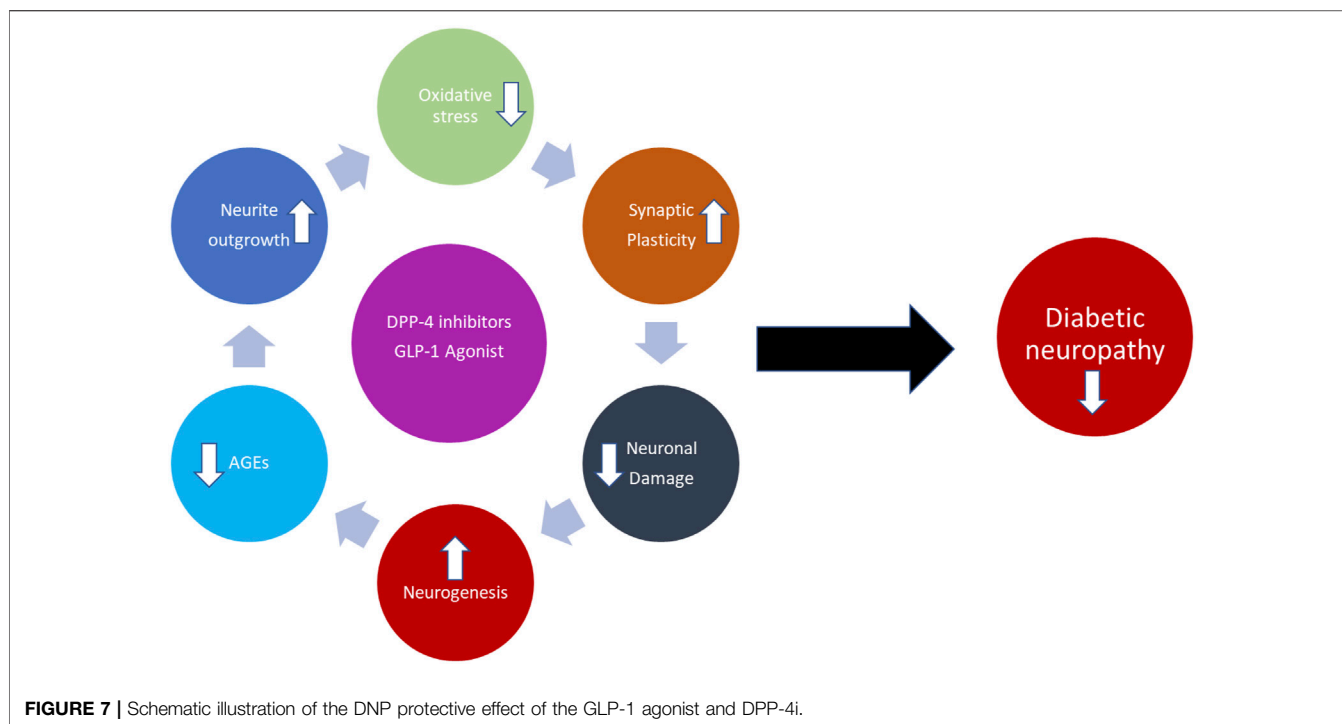 Oxidative
stress
Synaptic
Plasticity
Neuronal
Damage
Neurogenesis
AGEs
Neurite
outgrowth
DPP-4 inhibitors
GLP-1 Agonist
Diabetic
neuropathy
FIGURE 7 | Schematic illustration of the DNP protective effect of the GLP-1 agonist and DPP-4i.